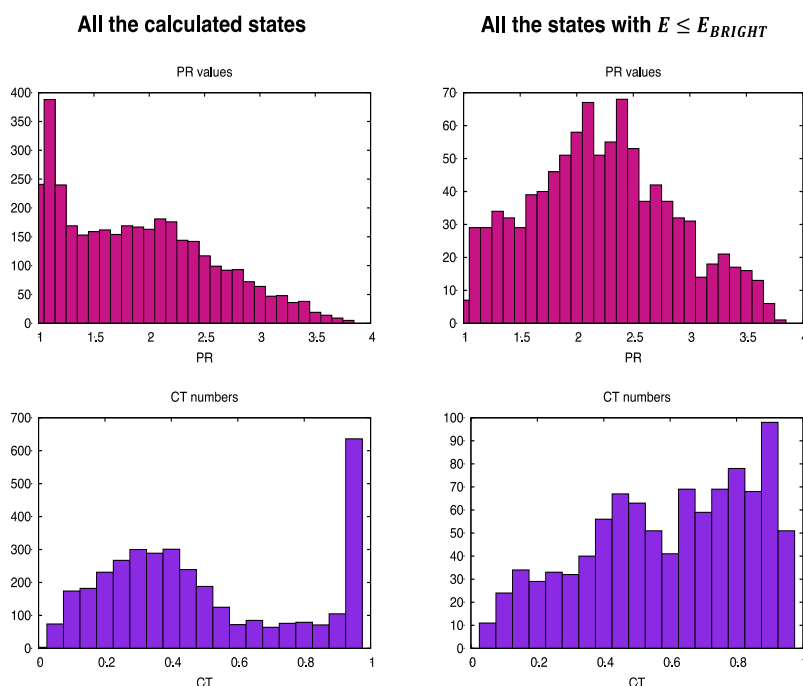 All the calculated states
All the states with E ≤ E_BRIGHT
PR values
400
350
300
250
200
150
100
50
0
1 1.5 2 2.5 3 3.5 4
PR
PR values
70
60
50
40
30
20
10
0
1 1.5 2 2.5 3 3.5 4
PR
CT numbers
700
600
500
400
300
200
100
0
0 0.2 0.4 0.6 0.8 1
CT
CT numbers
100
90
80
70
60
50
40
30
20
10
0
0 0.2 0.4 0.6 0.8 1
CT